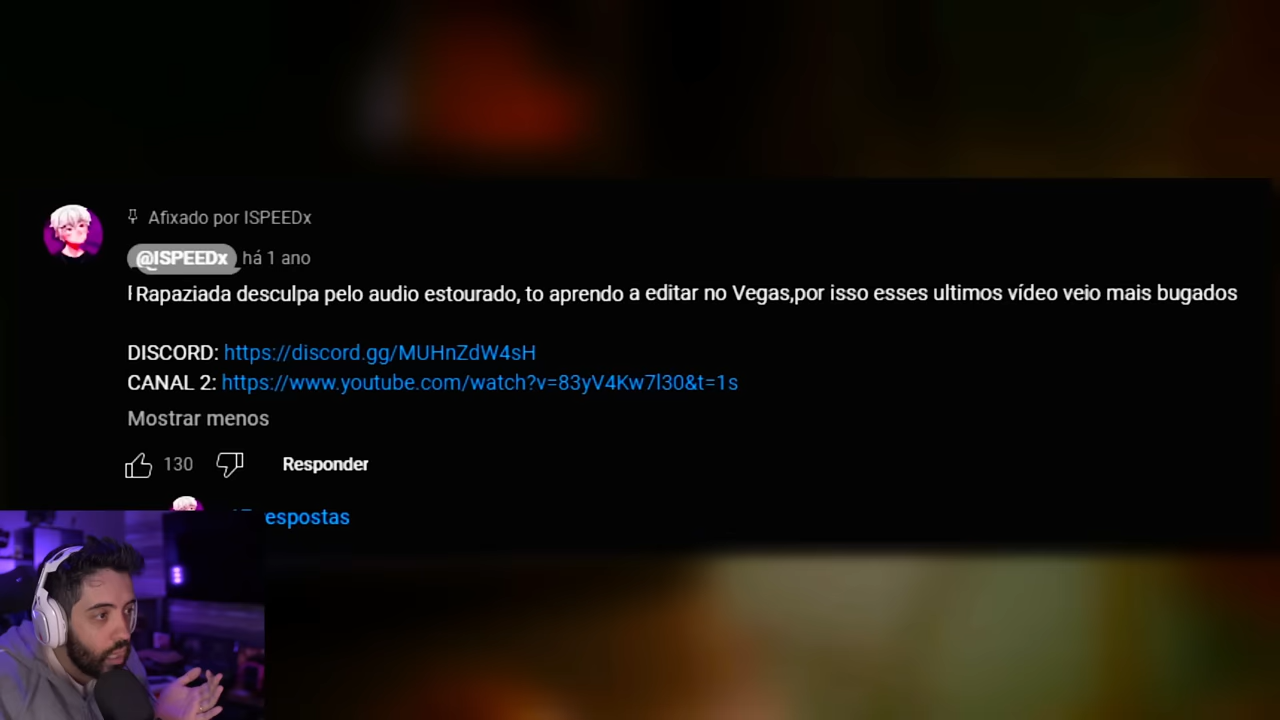 Afixado por ISPEEDx
@ISPEEDx há 1 ano
Rapaziada desculpa pelo audio estourado, to aprendo a editar no Vegas,por isso esses ultimos vídeo veio mais bugados
DISCORD: https://discord.gg/MUHnZdW4sH
CANAL 2: https://www.youtube.com/watch?v=83yV4Kw7l30&t=1s
Mostrar menos
130 Responder